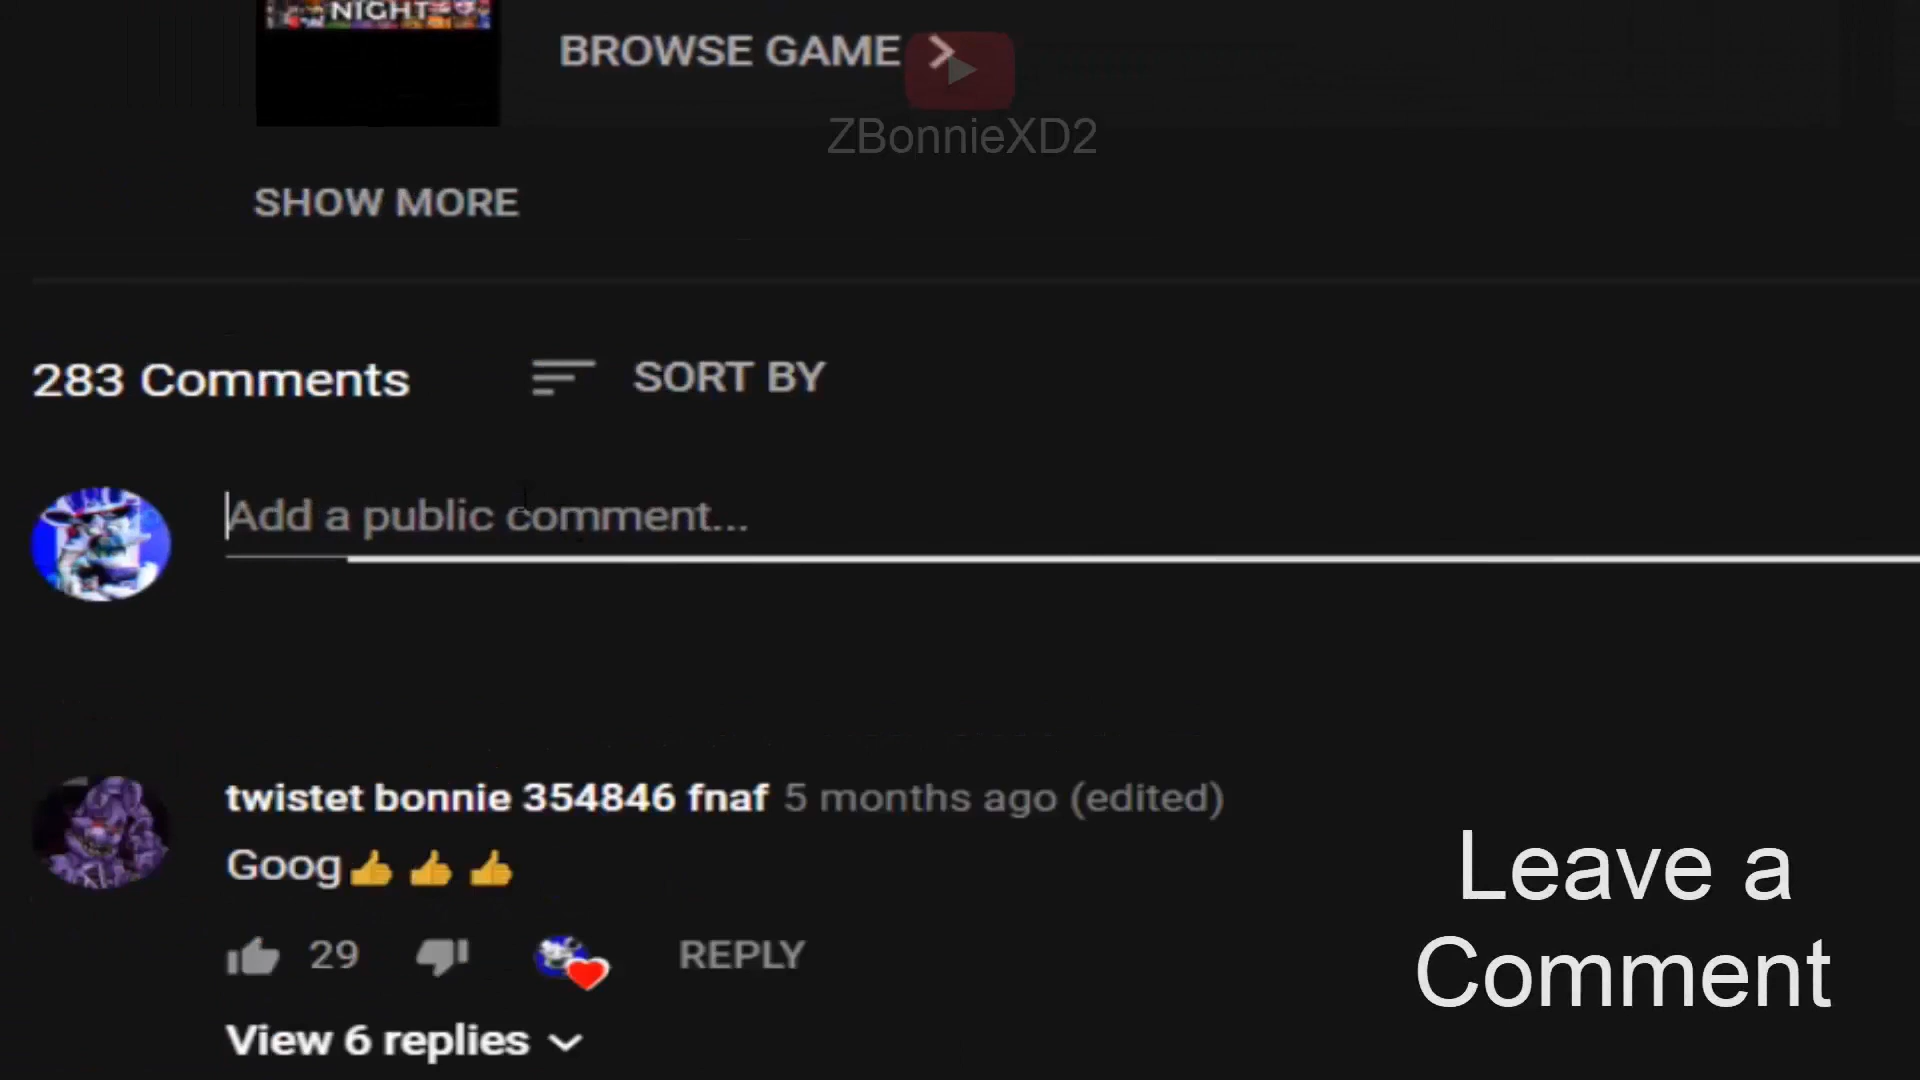 NIGHT
BROWSE GAME
ZBonnieXD2
SHOW MORE
283 Comments
SORT BY
Add a public comment...
twistet bonnie 354846 fnaf 5 months ago (edited)
Goog👍👍👍
29
REPLY
View 6 replies
Leave a
Comment